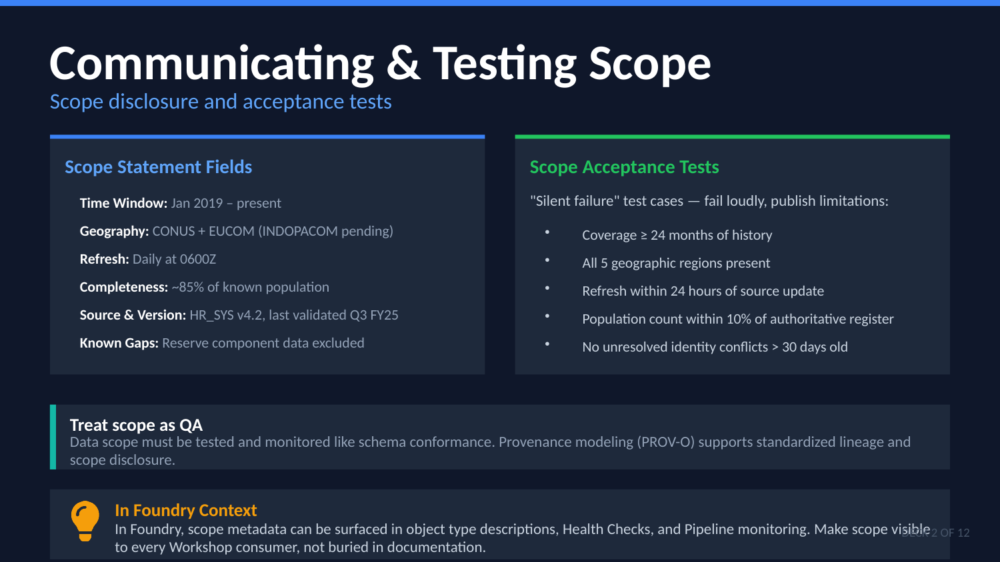 Communicating & Testing Scope
Scope disclosure and acceptance tests
Scope Statement Fields
Time Window: Jan 2019 – present
Geography: CONUS + EUCOM (INDOPACOM pending)
Refresh: Daily at 0600Z
Completeness: ~85% of known population
Source & Version: HR_SYS v4.2, last validated Q3 FY25
Known Gaps: Reserve component data excluded
Scope Acceptance Tests
"Silent failure" test cases — fail loudly, publish limitations:
• Coverage ≥ 24 months of history
• All 5 geographic regions present
• Refresh within 24 hours of source update
• Population count within 10% of authoritative register
• No unresolved identity conflicts > 30 days old
Treat scope as QA
Data scope must be tested and monitored like schema conformance. Provenance modeling (PROV-O) supports standardized lineage and
scope disclosure.
In Foundry Context
In Foundry, scope metadata can be surfaced in object type descriptions, Health Checks, and Pipeline monitoring. Make scope visible
to every Workshop consumer, not buried in documentation.
DECK 2 OF 12